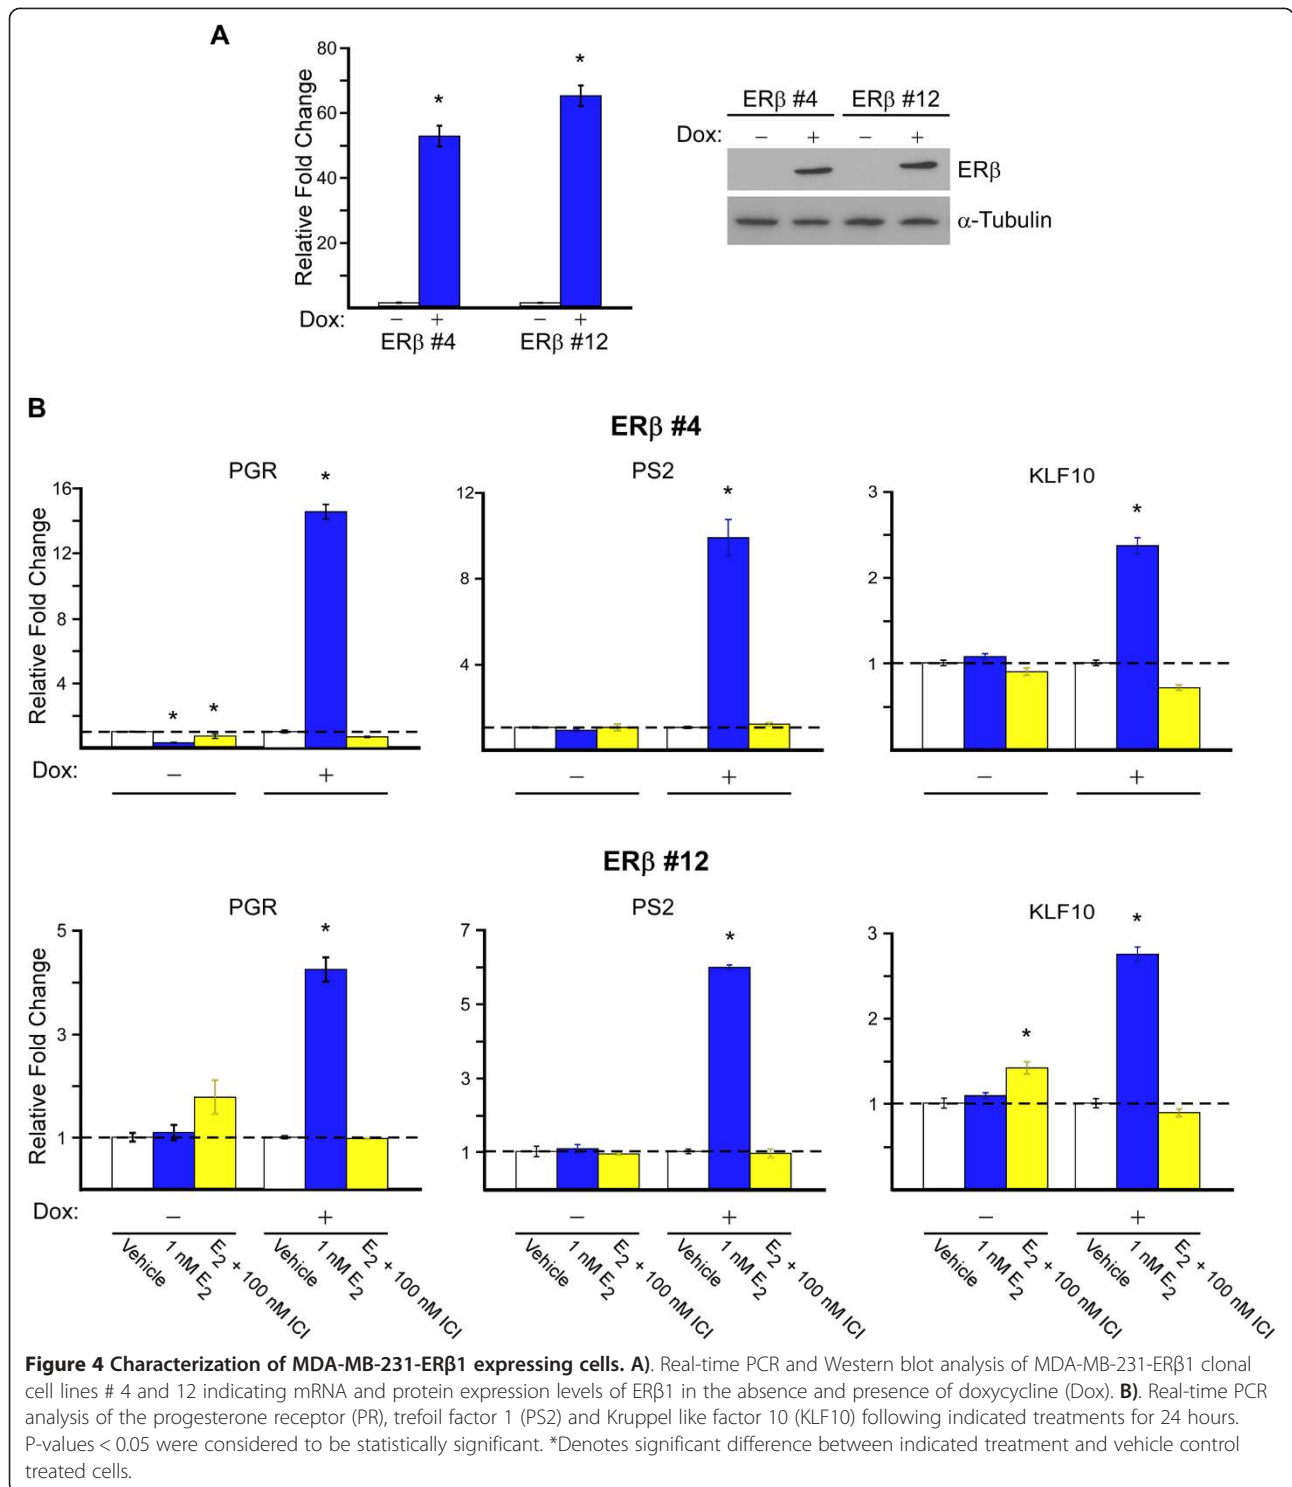 A
Relative Fold Change
80
60
40
20
* *
Dox: − + − +
ERβ #4 ERβ #12
ERβ #4 ERβ #12
Dox: − + − +
ERβ
α-Tubulin
B
ERβ #4
PGR
Relative Fold Change
16
12
8
4
* * *
Dox: − +
PS2
12
8
4
*
− +
KLF10
3
2
1
*
− +
ERβ #12
PGR
Relative Fold Change
5
3
1
*
Dox: − +
Vehicle
1 nM E2
E2 + 100 nM ICI
Vehicle
1 nM E2
E2 + 100 nM ICI
PS2
7
5
3
1
*
− +
Vehicle
1 nM E2
E2 + 100 nM ICI
Vehicle
1 nM E2
E2 + 100 nM ICI
KLF10
3
2
1
* *
− +
Vehicle
1 nM E2
E2 + 100 nM ICI
Vehicle
1 nM E2
E2 + 100 nM ICI
Figure 4 Characterization of MDA-MB-231-ERβ1 expressing cells. A). Real-time PCR and Western blot analysis of MDA-MB-231-ERβ1 clonal
cell lines # 4 and 12 indicating mRNA and protein expression levels of ERβ1 in the absence and presence of doxycycline (Dox). B). Real-time PCR
analysis of the progesterone receptor (PR), trefoil factor 1 (PS2) and Kruppel like factor 10 (KLF10) following indicated treatments for 24 hours.
P-values < 0.05 were considered to be statistically significant. *Denotes significant difference between indicated treatment and vehicle control
treated cells.